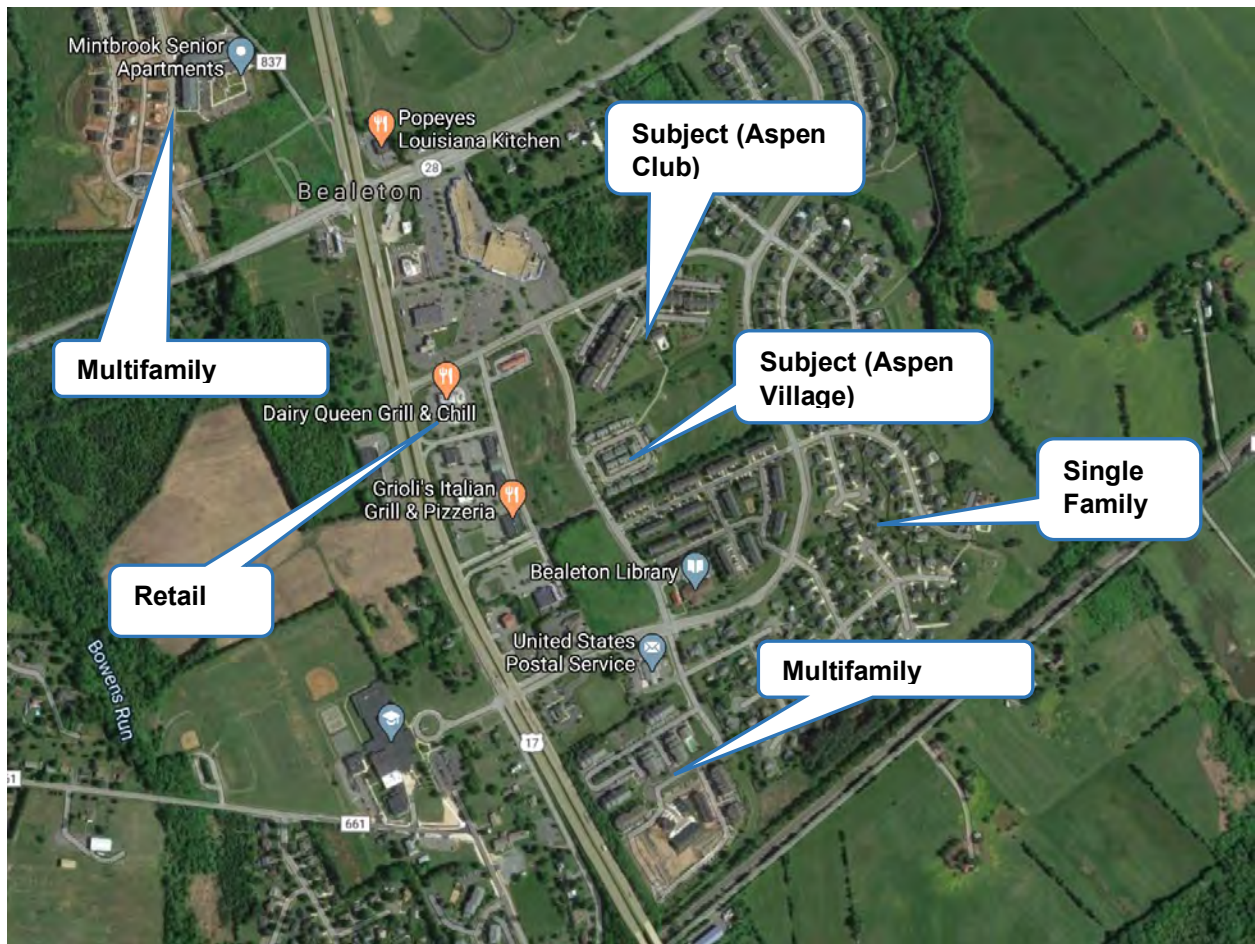 Mintbrook Senior
Apartments
837
Popeyes
Louisiana Kitchen
28
Bealeton
Subject (Aspen
Club)
Multifamily
Subject (Aspen
Village)
Dairy Queen Grill & Chill
Single
Family
Grioli's Italian
Grill & Pizzeria
Retail
Bealeton Library
United States
Postal Service
Multifamily
Bowens Run
17
661